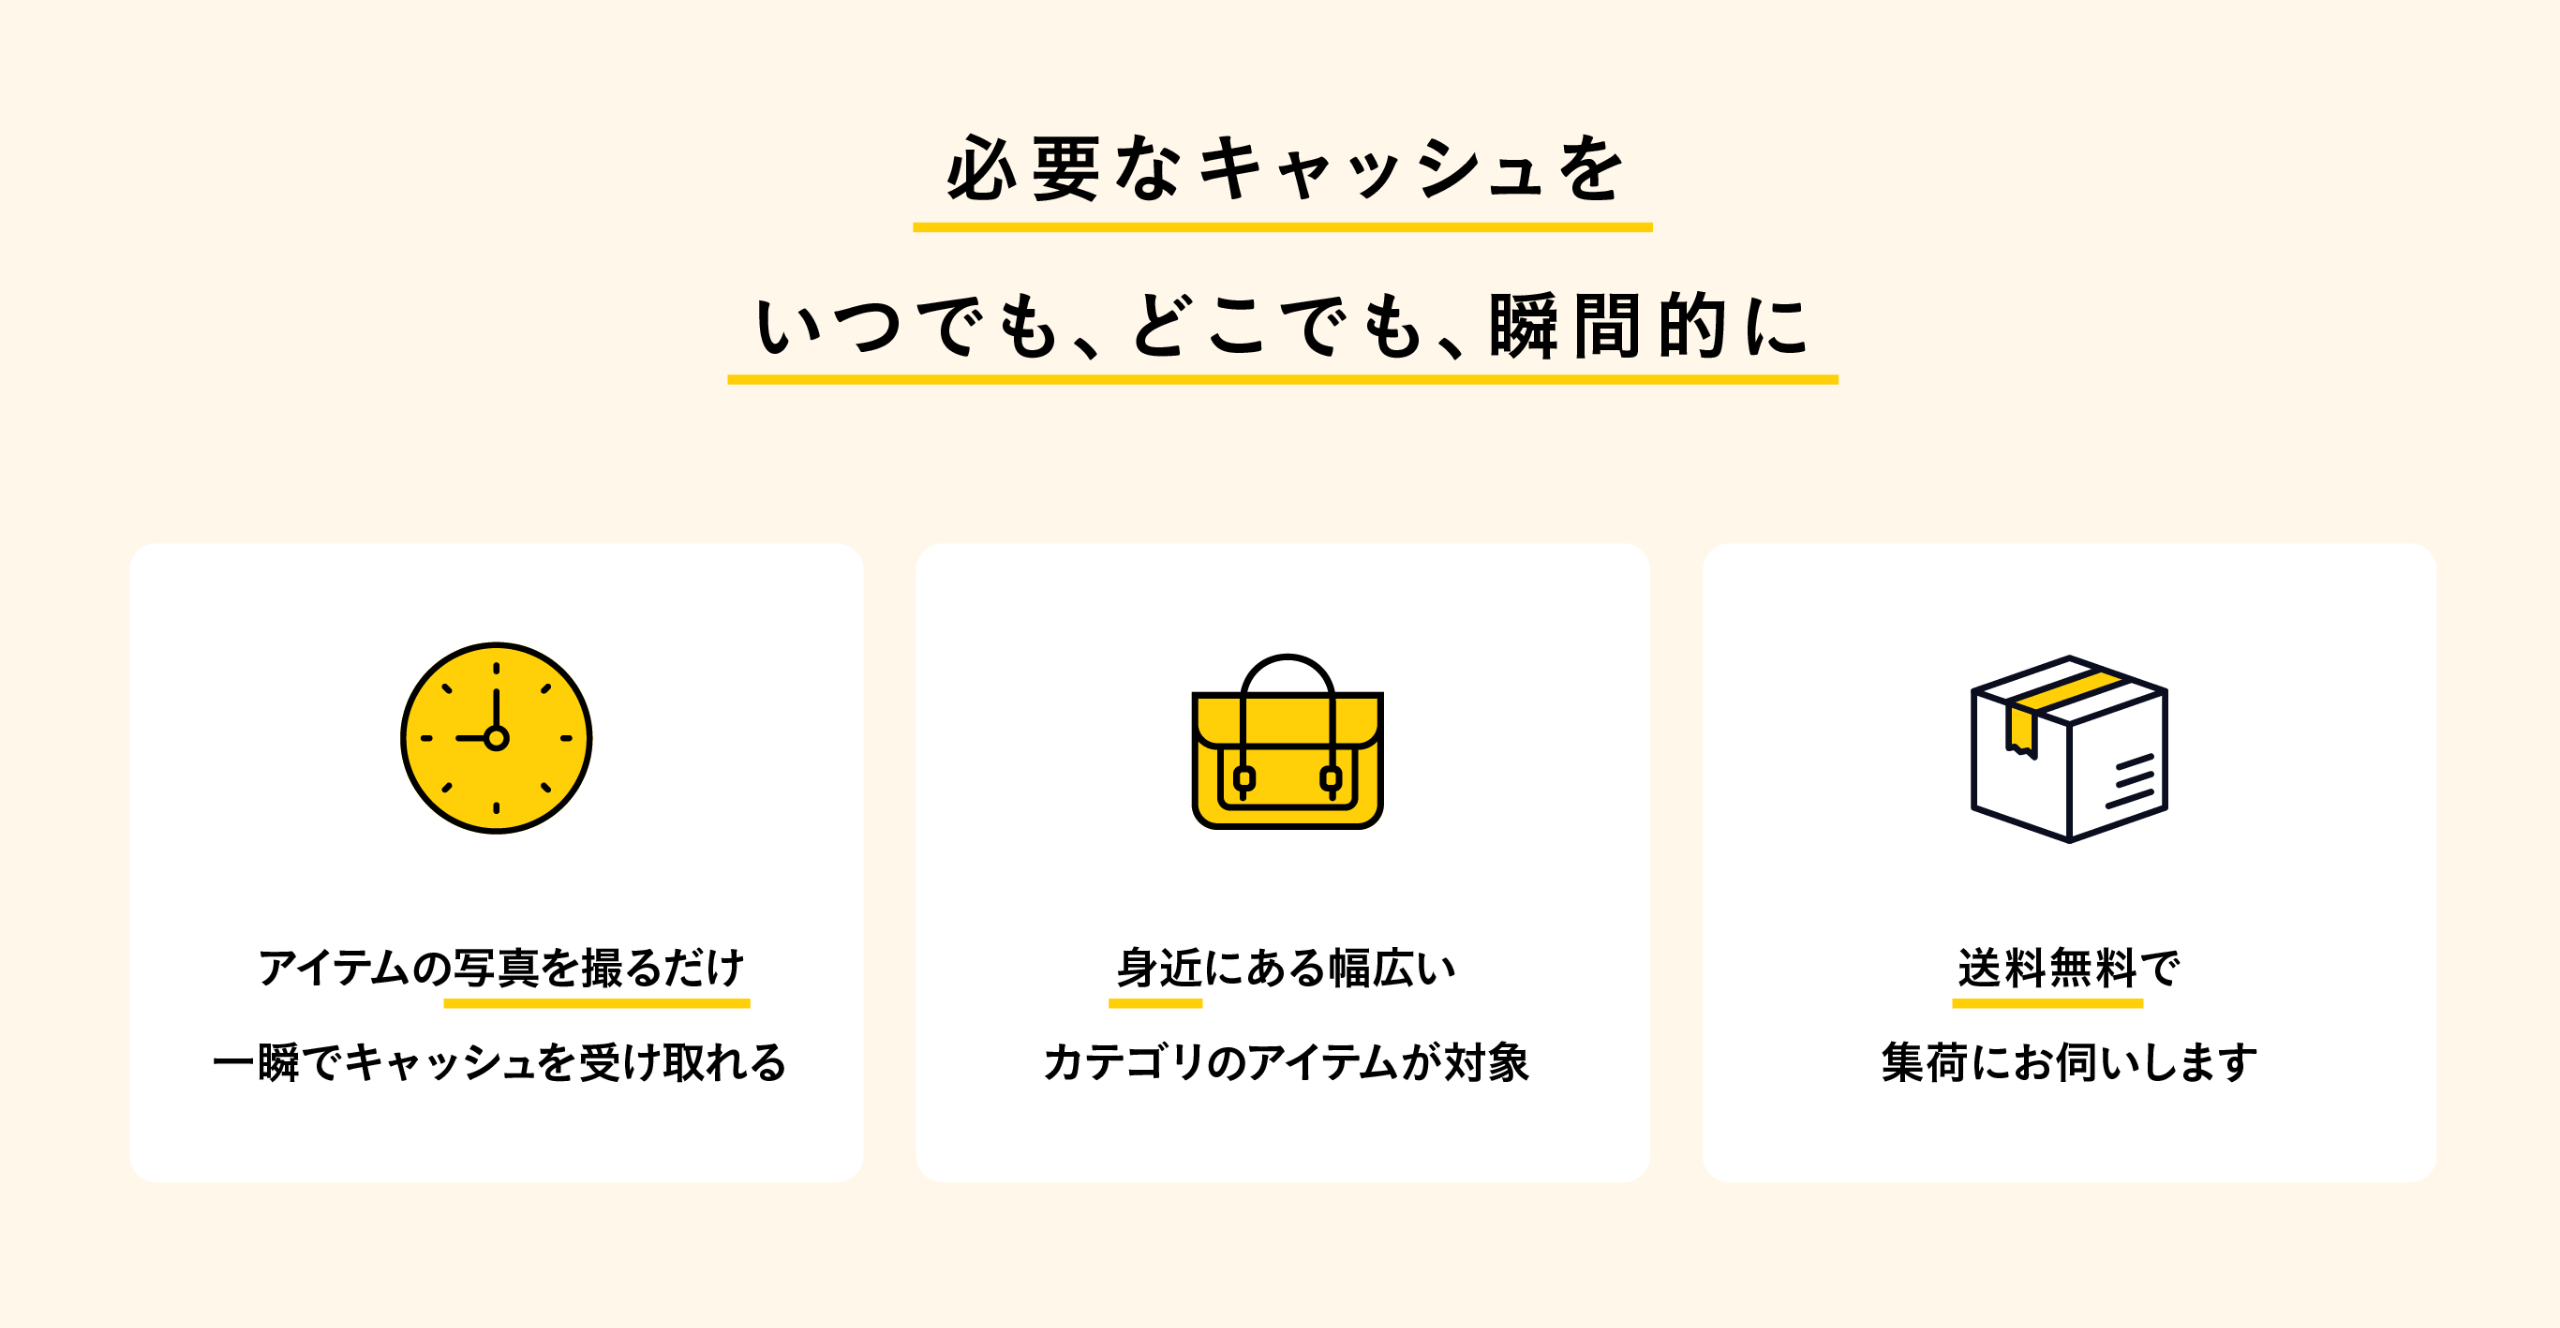 必要なキャッシュを
いつでも、どこでも、瞬間的に
アイテムの写真を撮るだけ
一瞬でキャッシュを受け取れる
身近にある幅広い
カテゴリのアイテムが対象
送料無料で
集荷にお伺いします